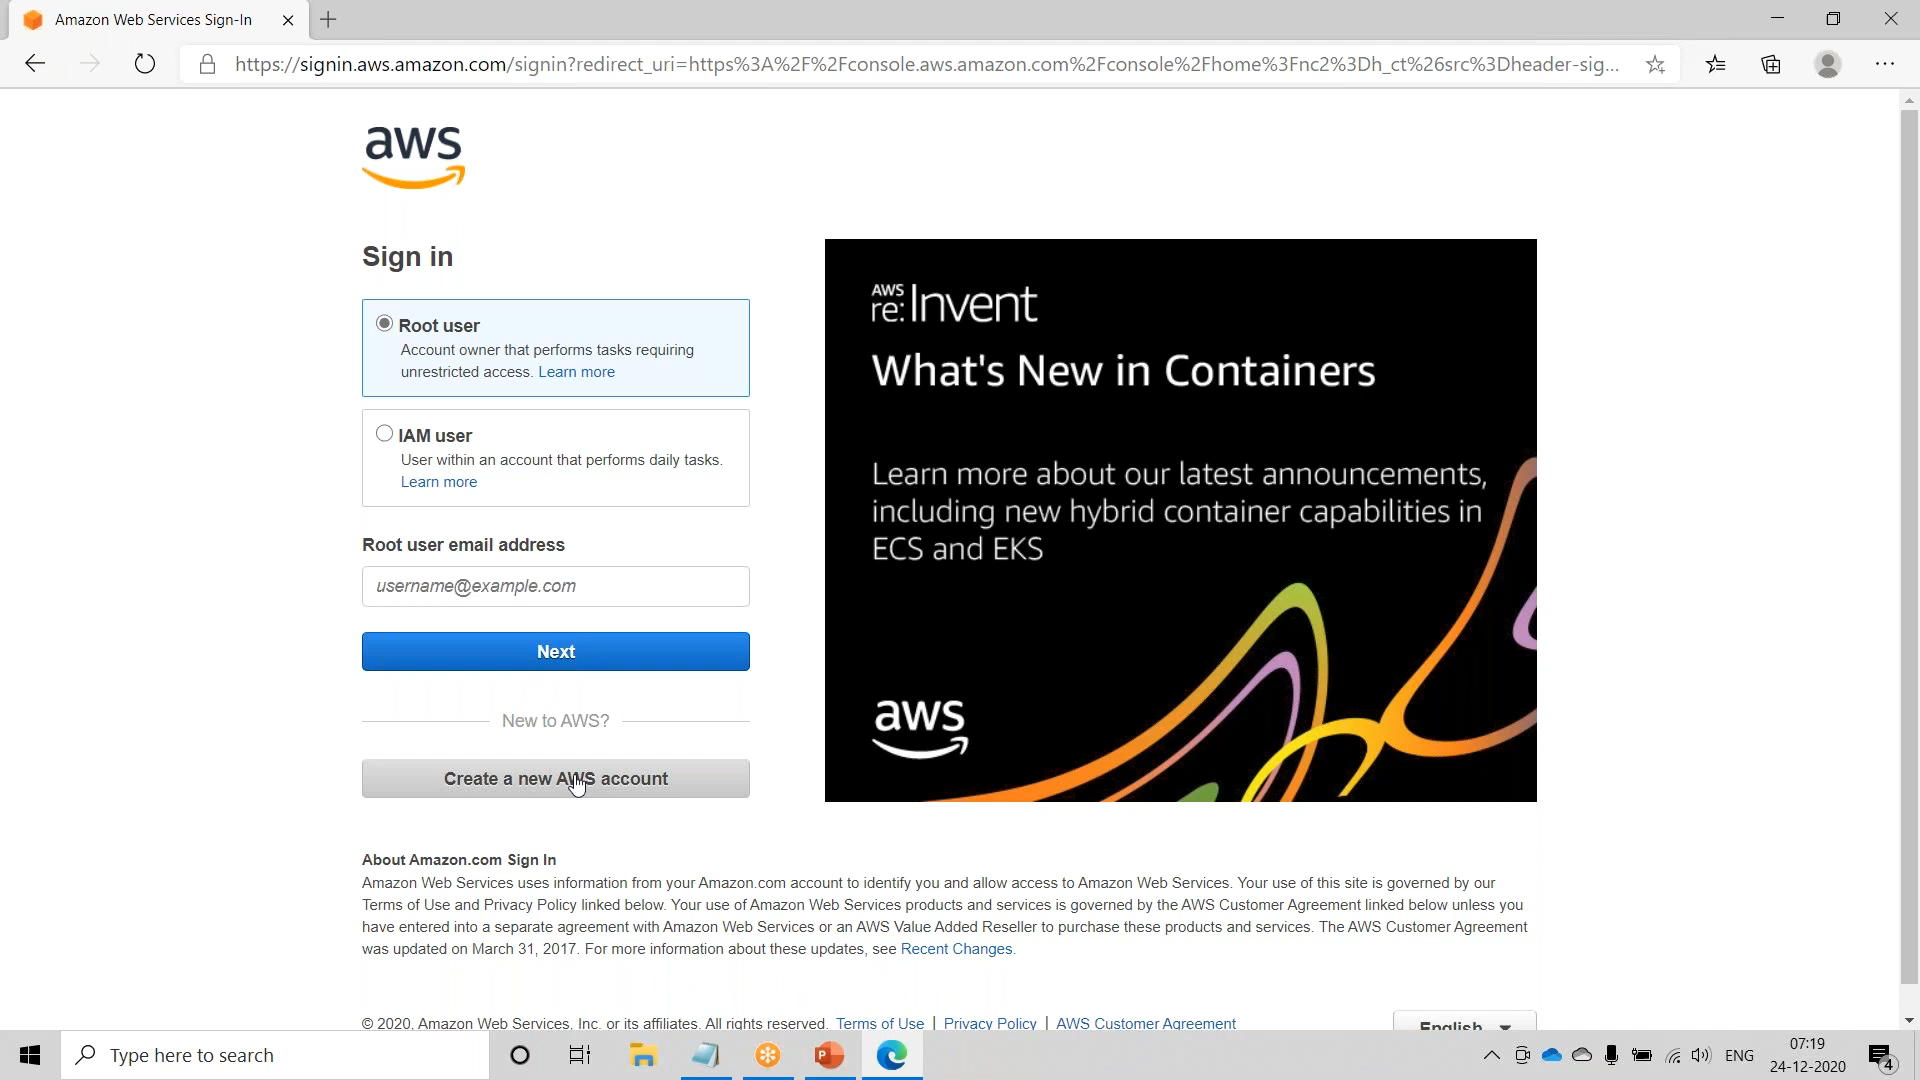 Amazon Web Services Sign-In
https://signin.aws.amazon.com/signin?redirect_uri=https%3A%2F%2Fconsole.aws.amazon.com%2Fconsole%2Fhome%3Fnc2%3Dh_ct%26src%3Dheader-sig...
aws
Sign in
Root user
Account owner that performs tasks requiring
unrestricted access. Learn more
IAM user
User within an account that performs daily tasks.
Learn more
Root user email address
username@example.com
Next
New to AWS?
Create a new AWS account
AWS
re:Invent
What's New in Containers
Learn more about our latest announcements,
including new hybrid container capabilities in
ECS and EKS
aws
About Amazon.com Sign In
Amazon Web Services uses information from your Amazon.com account to identify you and allow access to Amazon Web Services. Your use of this site is governed by our
Terms of Use and Privacy Policy linked below. Your use of Amazon Web Services products and services is governed by the AWS Customer Agreement linked below unless you
have entered into a separate agreement with Amazon Web Services or an AWS Value Added Reseller to purchase these products and services. The AWS Customer Agreement
was updated on March 31, 2017. For more information about these updates, see Recent Changes.
© 2020, Amazon Web Services, Inc. or its affiliates. All rights reserved. Terms of Use | Privacy Policy | AWS Customer Agreement
English
Type here to search
ENG
07:19
24-12-2020
4